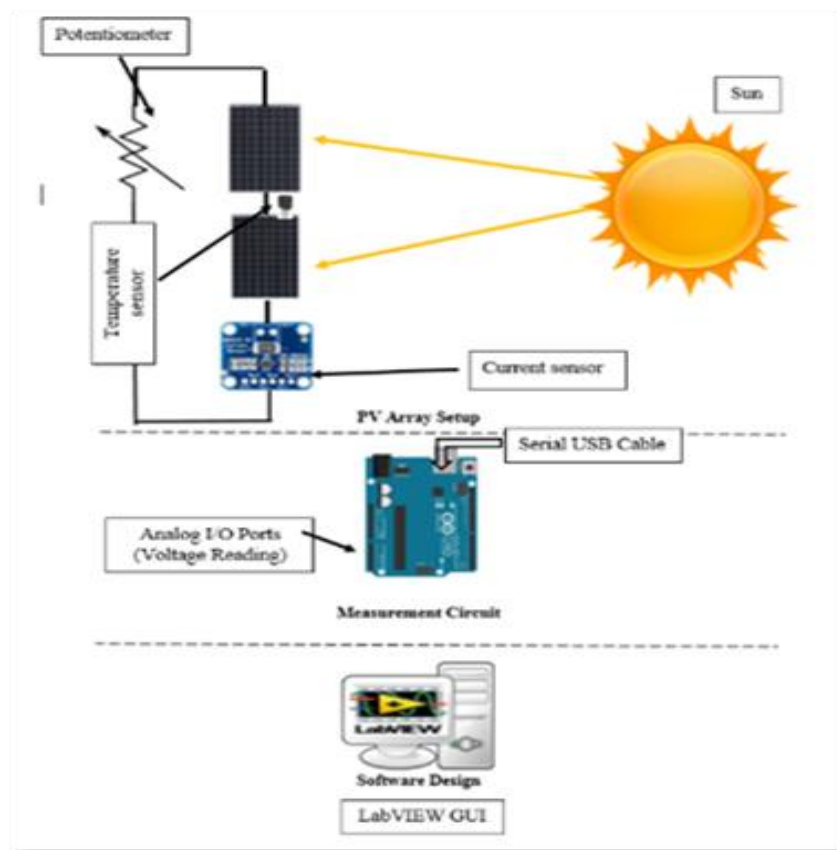 Potentiometer
Sun
Temperature
sensor
Current sensor
PV Array Setup
Serial USB Cable
Analog I/O Ports
(Voltage Reading)
Measurement Circuit
LabVIEW
Software Design
LabVIEW GUI